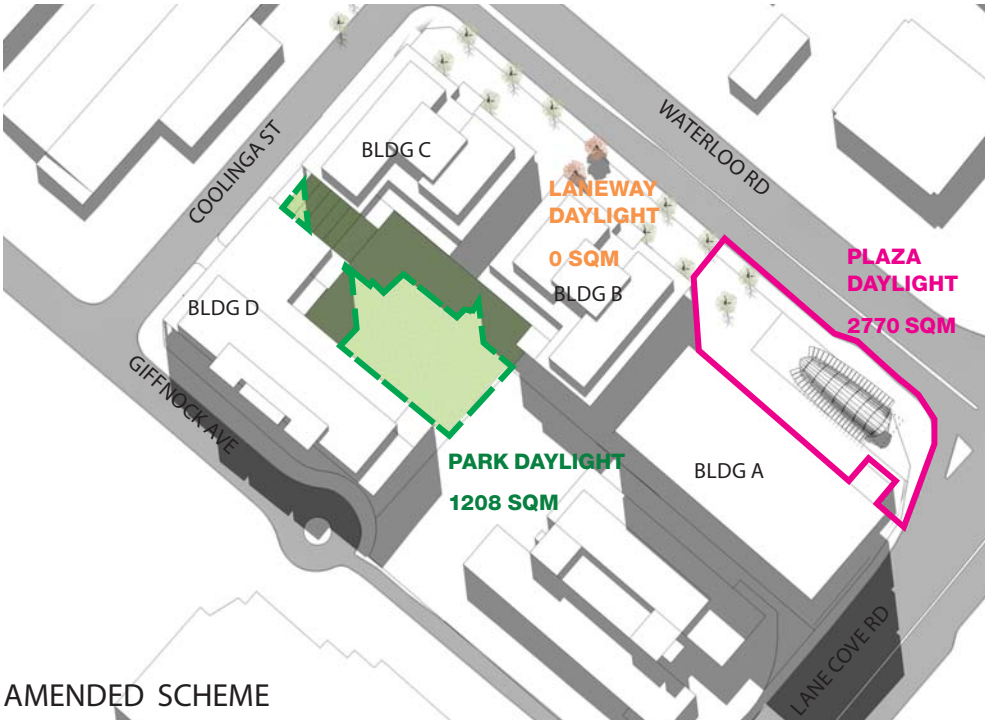 WATERLOO RD
COOLINGA ST
BLDG C
LANEWAY
DAYLIGHT
0 SQM
BLDG B
PLAZA
DAYLIGHT
2770 SQM
BLDG D
GIFFNOCK AVE
PARK DAYLIGHT
1208 SQM
BLDG A
LANE COVE RD
AMENDED SCHEME